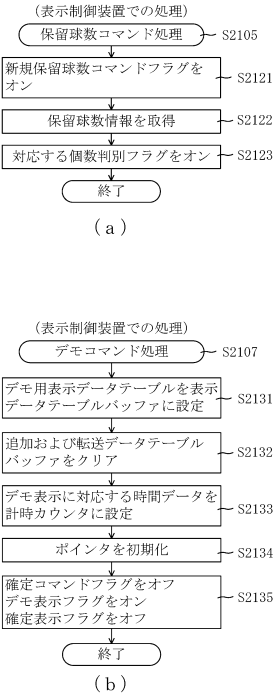 (表示制御装置での処理)
保留球数コマンド処理 S2105
新規保留球数コマンドフラグを
オン
S2121
保留球数情報を取得 S2122
対応する個数判別フラグをオン S2123
終了
(a)
(表示制御装置での処理)
デモコマンド処理 S2107
デモ用表示データテーブルを表示
データテーブルバッファに設定
S2131
追加および転送データテーブル
バッファをクリア
S2132
デモ表示に対応する時間データを
計時カウンタに設定
S2133
ポインタを初期化 S2134
確定コマンドフラグをオフ
デモ表示フラグをオン
確定表示フラグをオフ
S2135
終了
(b)